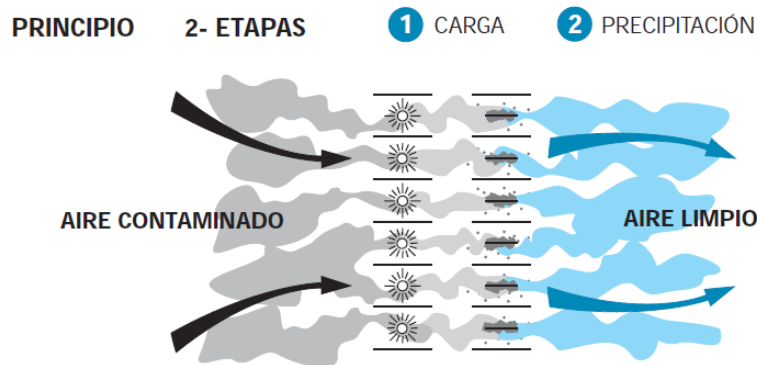 PRINCIPIO 2- ETAPAS 1 CARGA 2 PRECIPITACIÓN
AIRE CONTAMINADO AIRE LIMPIO